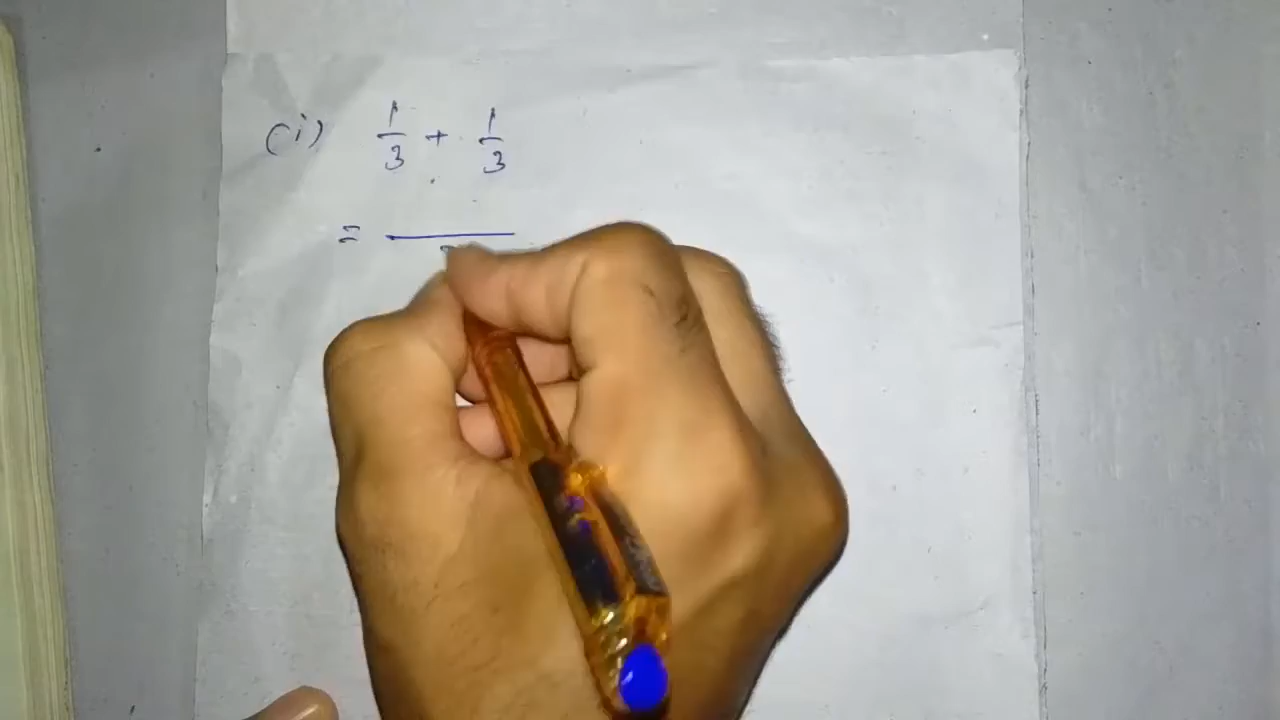 (i) 1/3 + 1/3
=